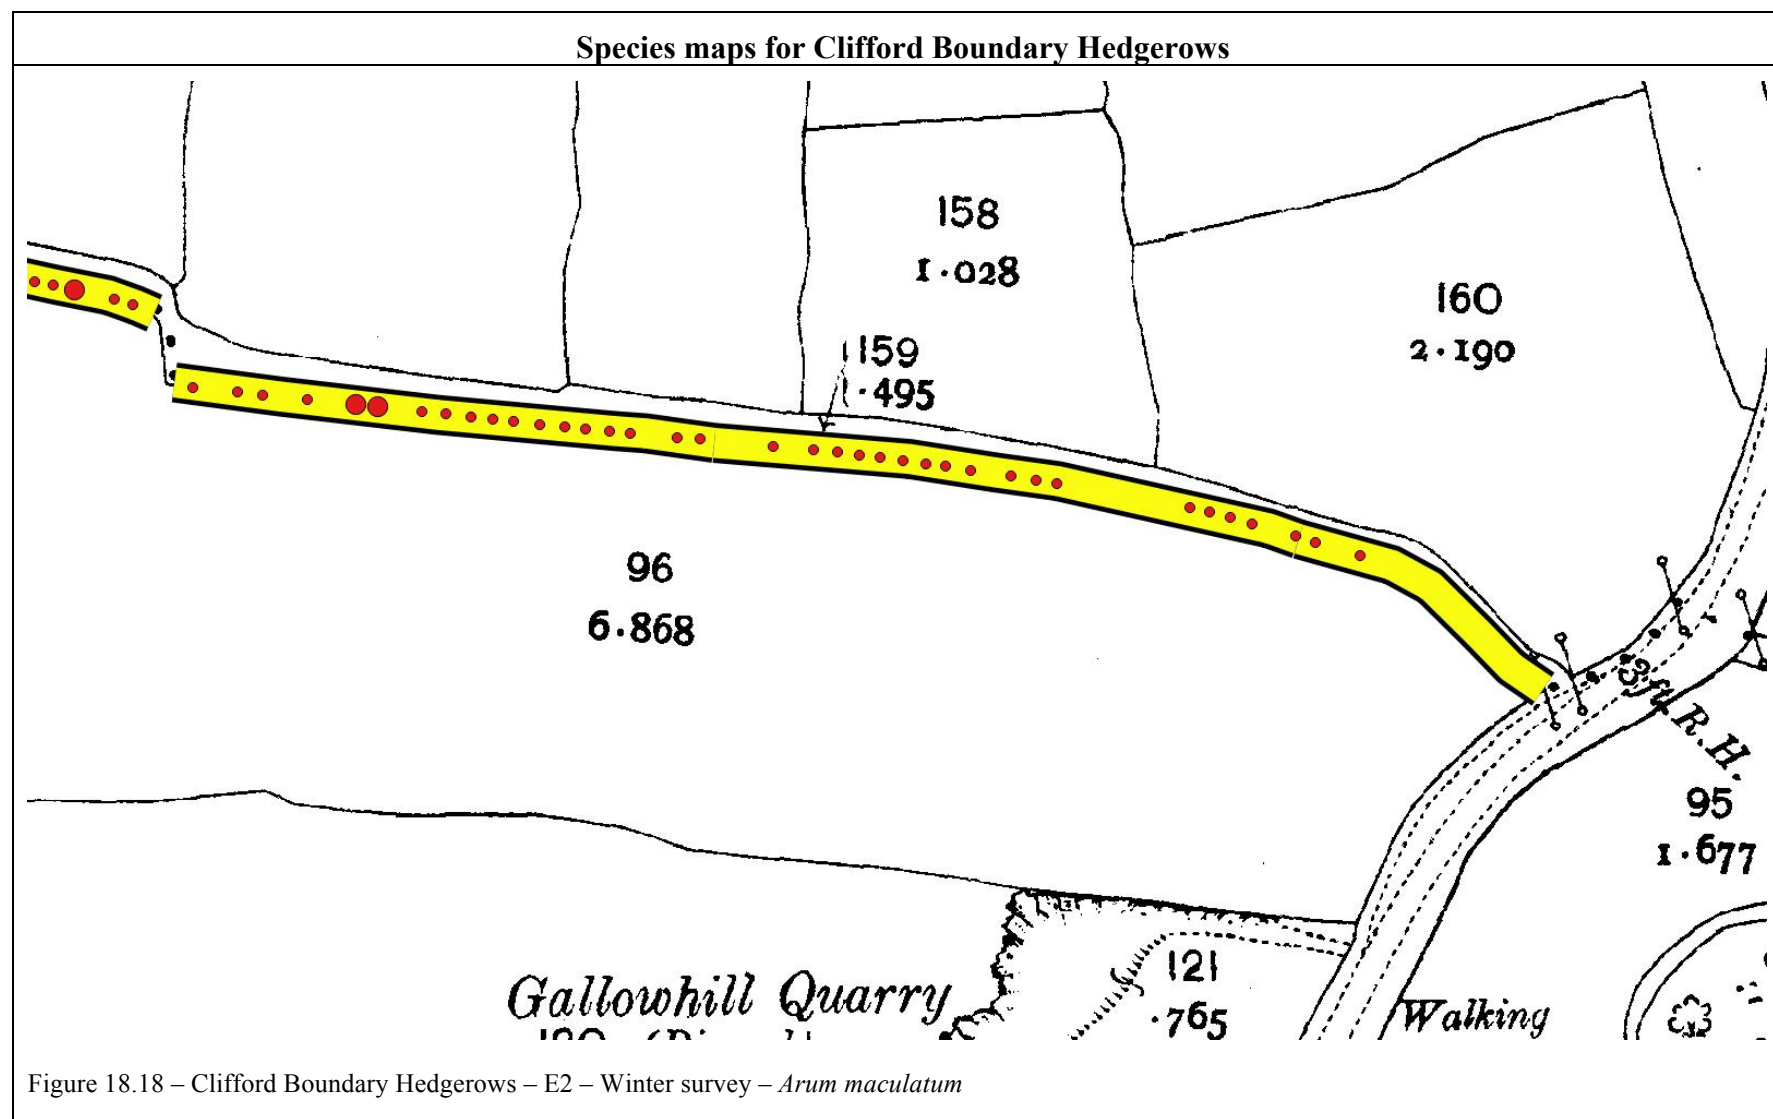 Species maps for Clifford Boundary Hedgerows
158
1·028
160
2·190
159
·495
96
6·868
3ft. R.H.
95
1·677
121
·765
Gallowhill Quarry
Walking
Figure 18.18 – Clifford Boundary Hedgerows – E2 – Winter survey – Arum maculatum